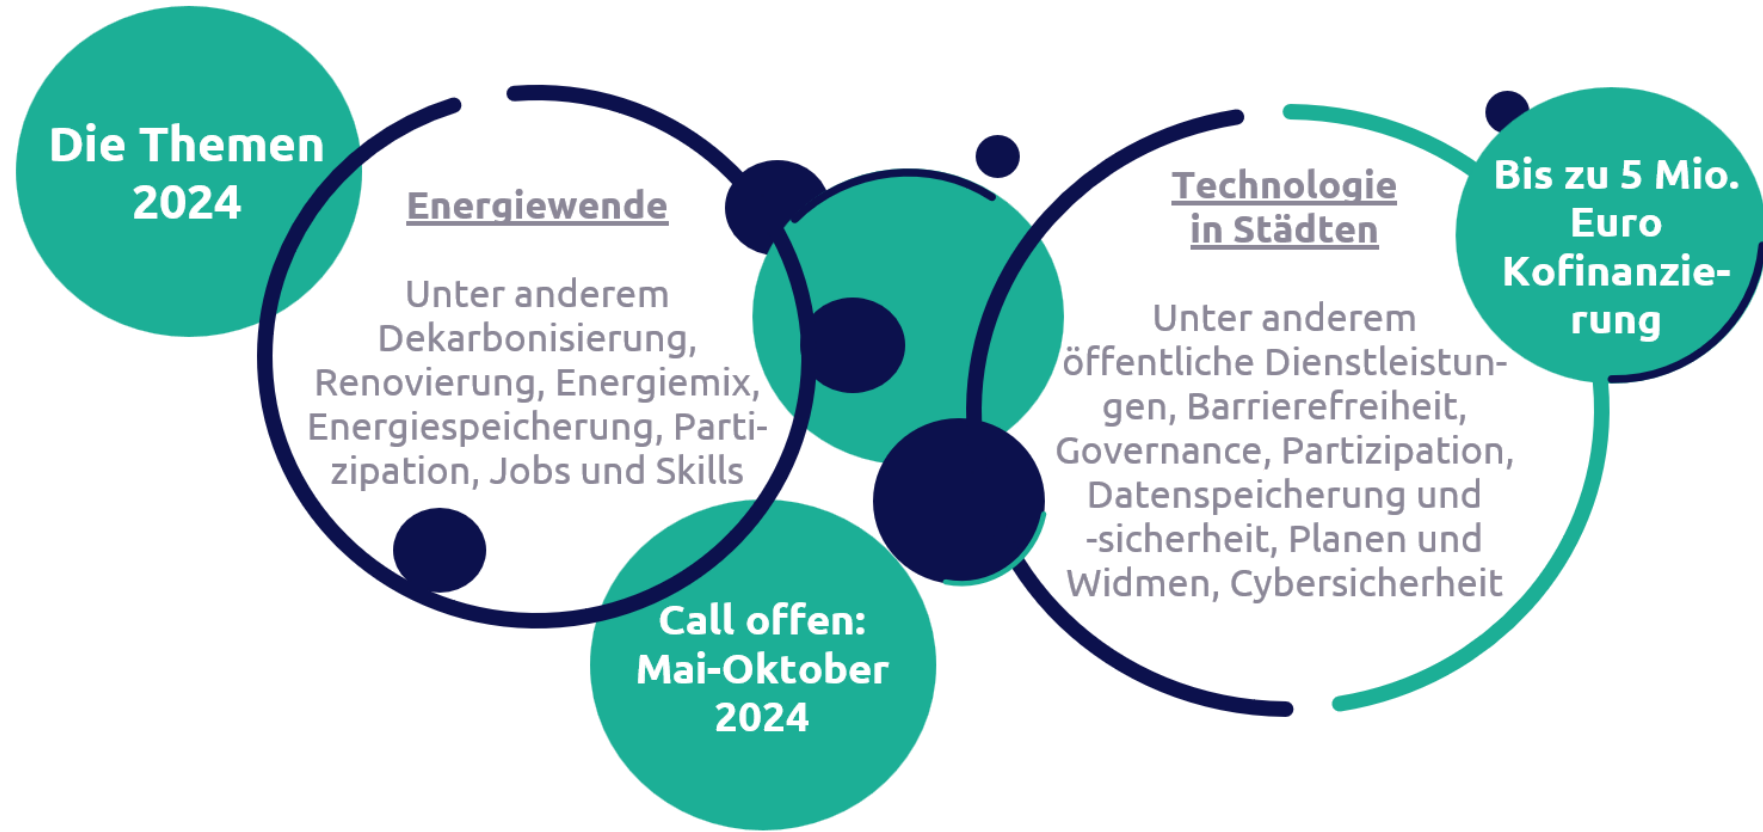 Die Themen
2024
Energiewende
Unter anderem
Dekarbonisierung,
Renovierung, Energiemix,
Energiespeicherung, Parti-
zipation, Jobs und Skills
Call offen:
Mai-Oktober
2024
Technologie
in Städten
Unter anderem
öffentliche Dienstleistun-
gen, Barrierefreiheit,
Governance, Partizipation,
Datenspeicherung und
-sicherheit, Planen und
Widmen, Cybersicherheit
Bis zu 5 Mio.
Euro
Kofinanzie-
rung